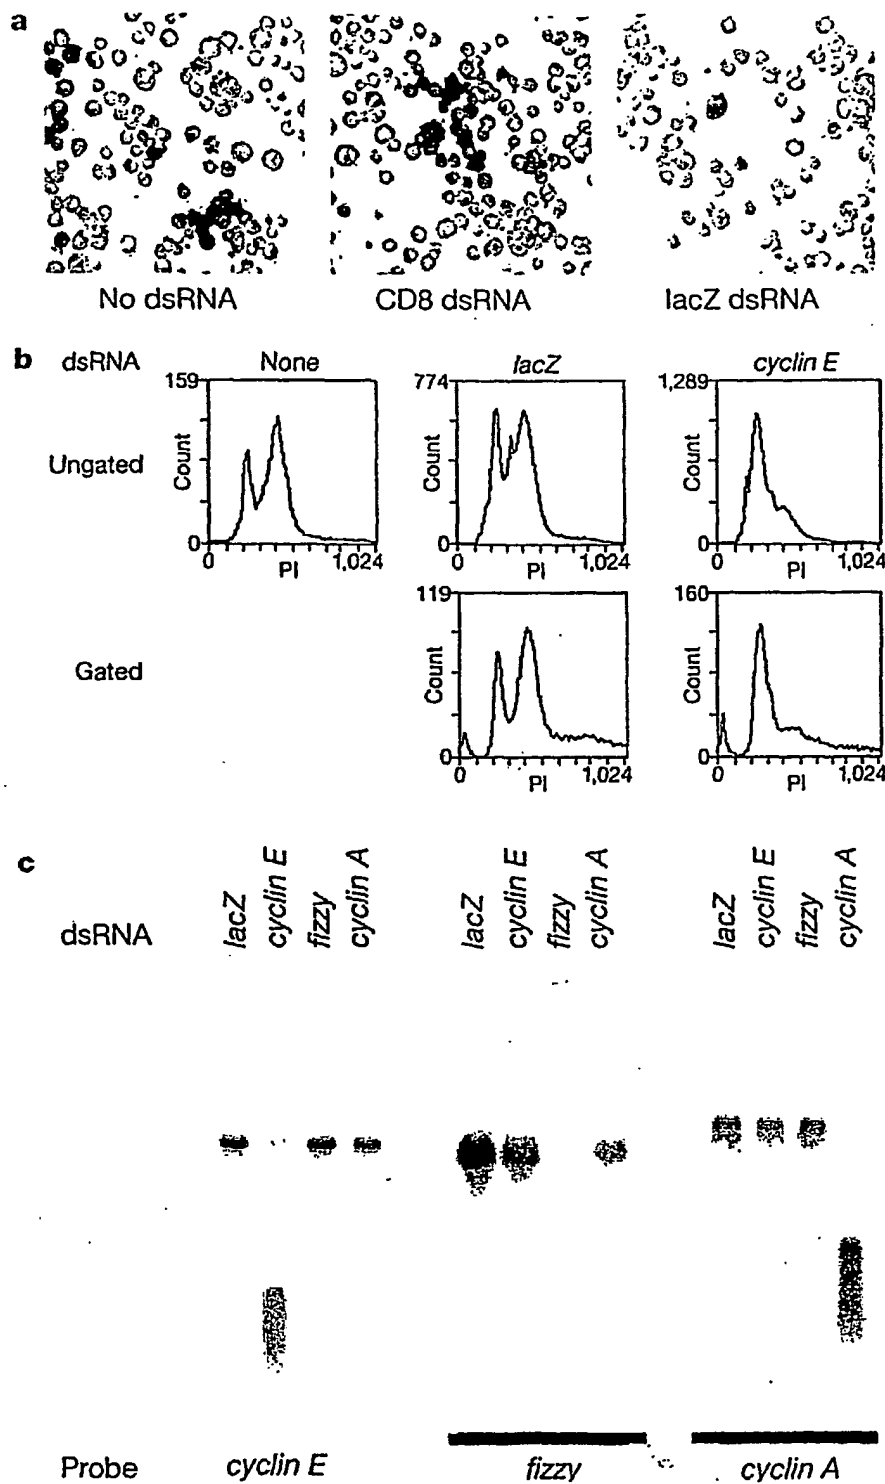 a
No dsRNA CD8 dsRNA lacZ dsRNA
b dsRNA None lacZ cyclin E
159 774 1,289
Ungated Count Count Count
0 0 0
0 1,024 0 1,024 0 1,024
PI PI PI
119 160
Gated Count Count
0 0
0 1,024 0 1,024
PI PI
c
dsRNA lacZ cyclin E fizzy cyclin A lacZ cyclin E fizzy cyclin A lacZ cyclin E fizzy cyclin A
Probe cyclin E fizzy cyclin A